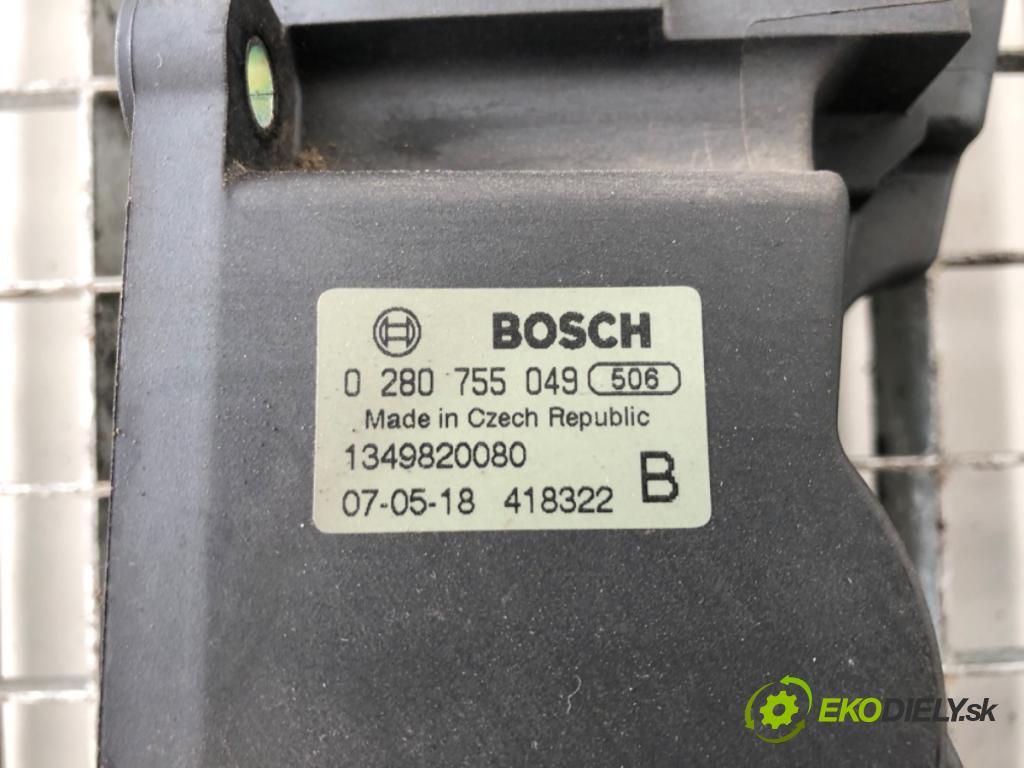 BOSCH
0 280 755 049 506
Made in Czech Republic
1349820080
07-05-18 418322 B
EKODIELY.sk